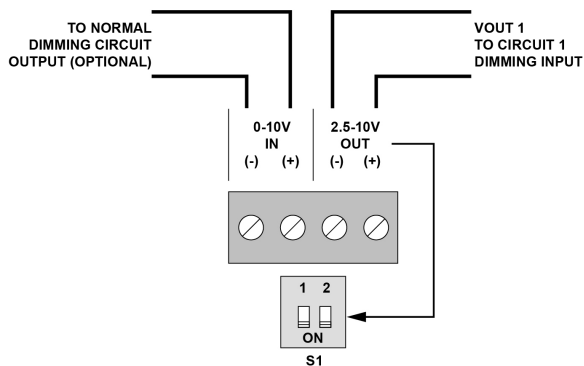 TO NORMAL
DIMMING CIRCUIT
OUTPUT (OPTIONAL)
VOUT 1
TO CIRCUIT 1
DIMMING INPUT
0-10V
IN
(-) (+)
2.5-10V
OUT
(-) (+)
1 2
ON
S1